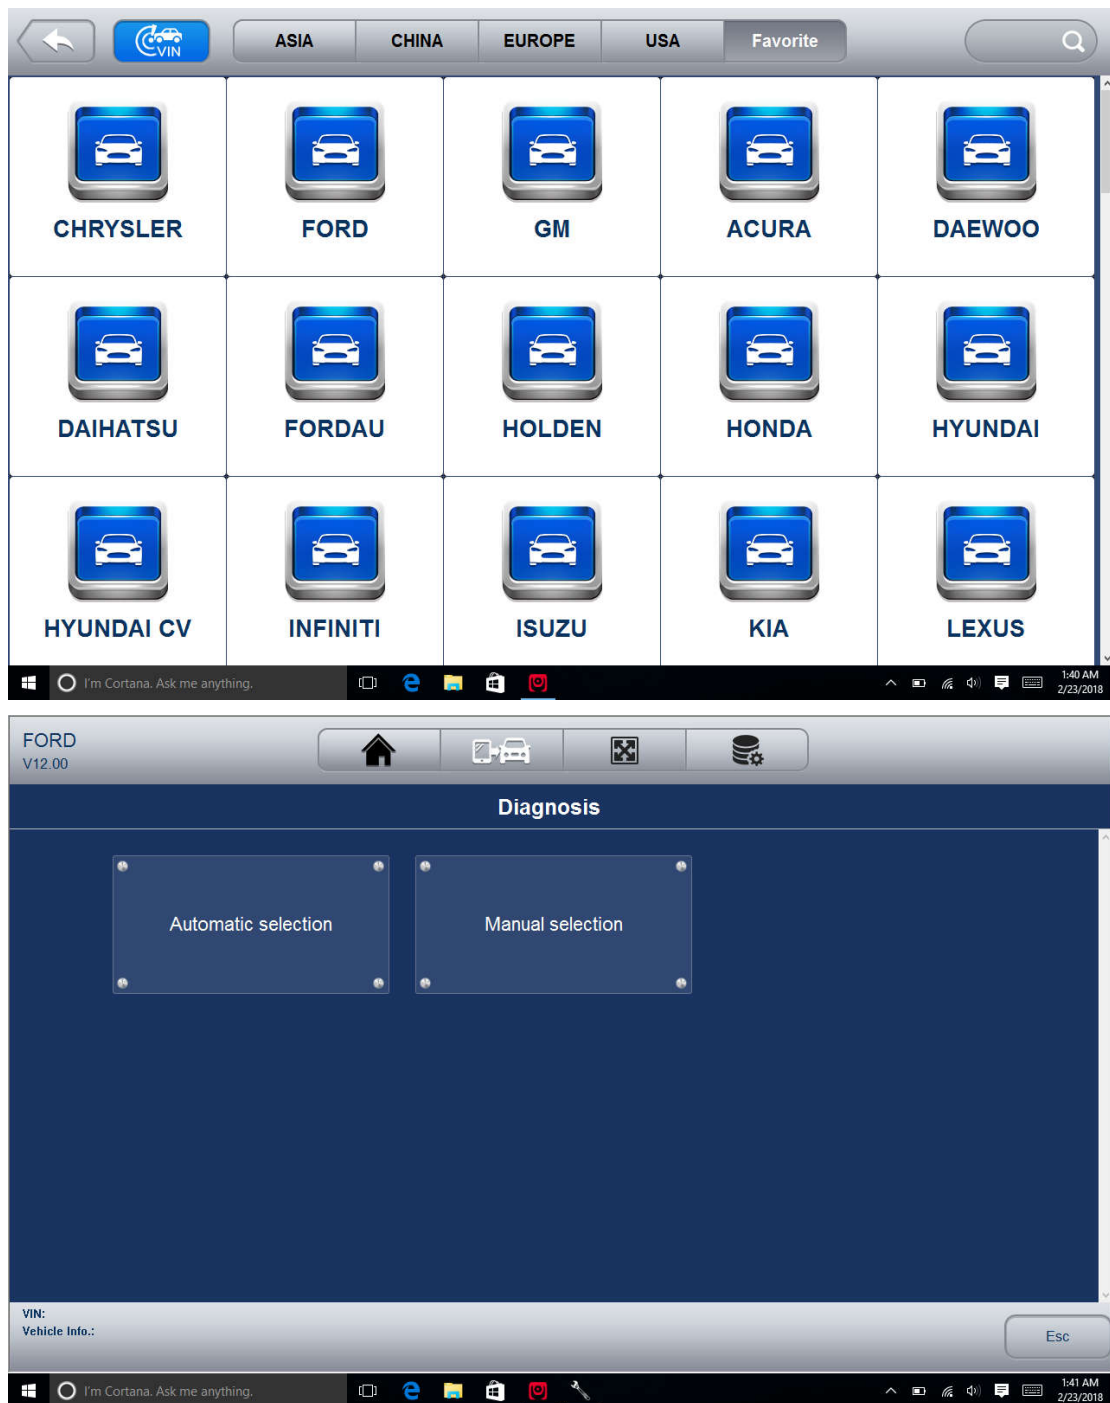 VIN
ASIA CHINA EUROPE USA Favorite
CHRYSLER FORD GM ACURA DAEWOO
DAIHATSU FORDAU HOLDEN HONDA HYUNDAI
HYUNDAI CV INFINITI ISUZU KIA LEXUS
I'm Cortana. Ask me anything.
1:40 AM
2/23/2018
FORD
V12.00
Diagnosis
Automatic selection Manual selection
VIN:
Vehicle Info.:
Esc
I'm Cortana. Ask me anything.
1:41 AM
2/23/2018